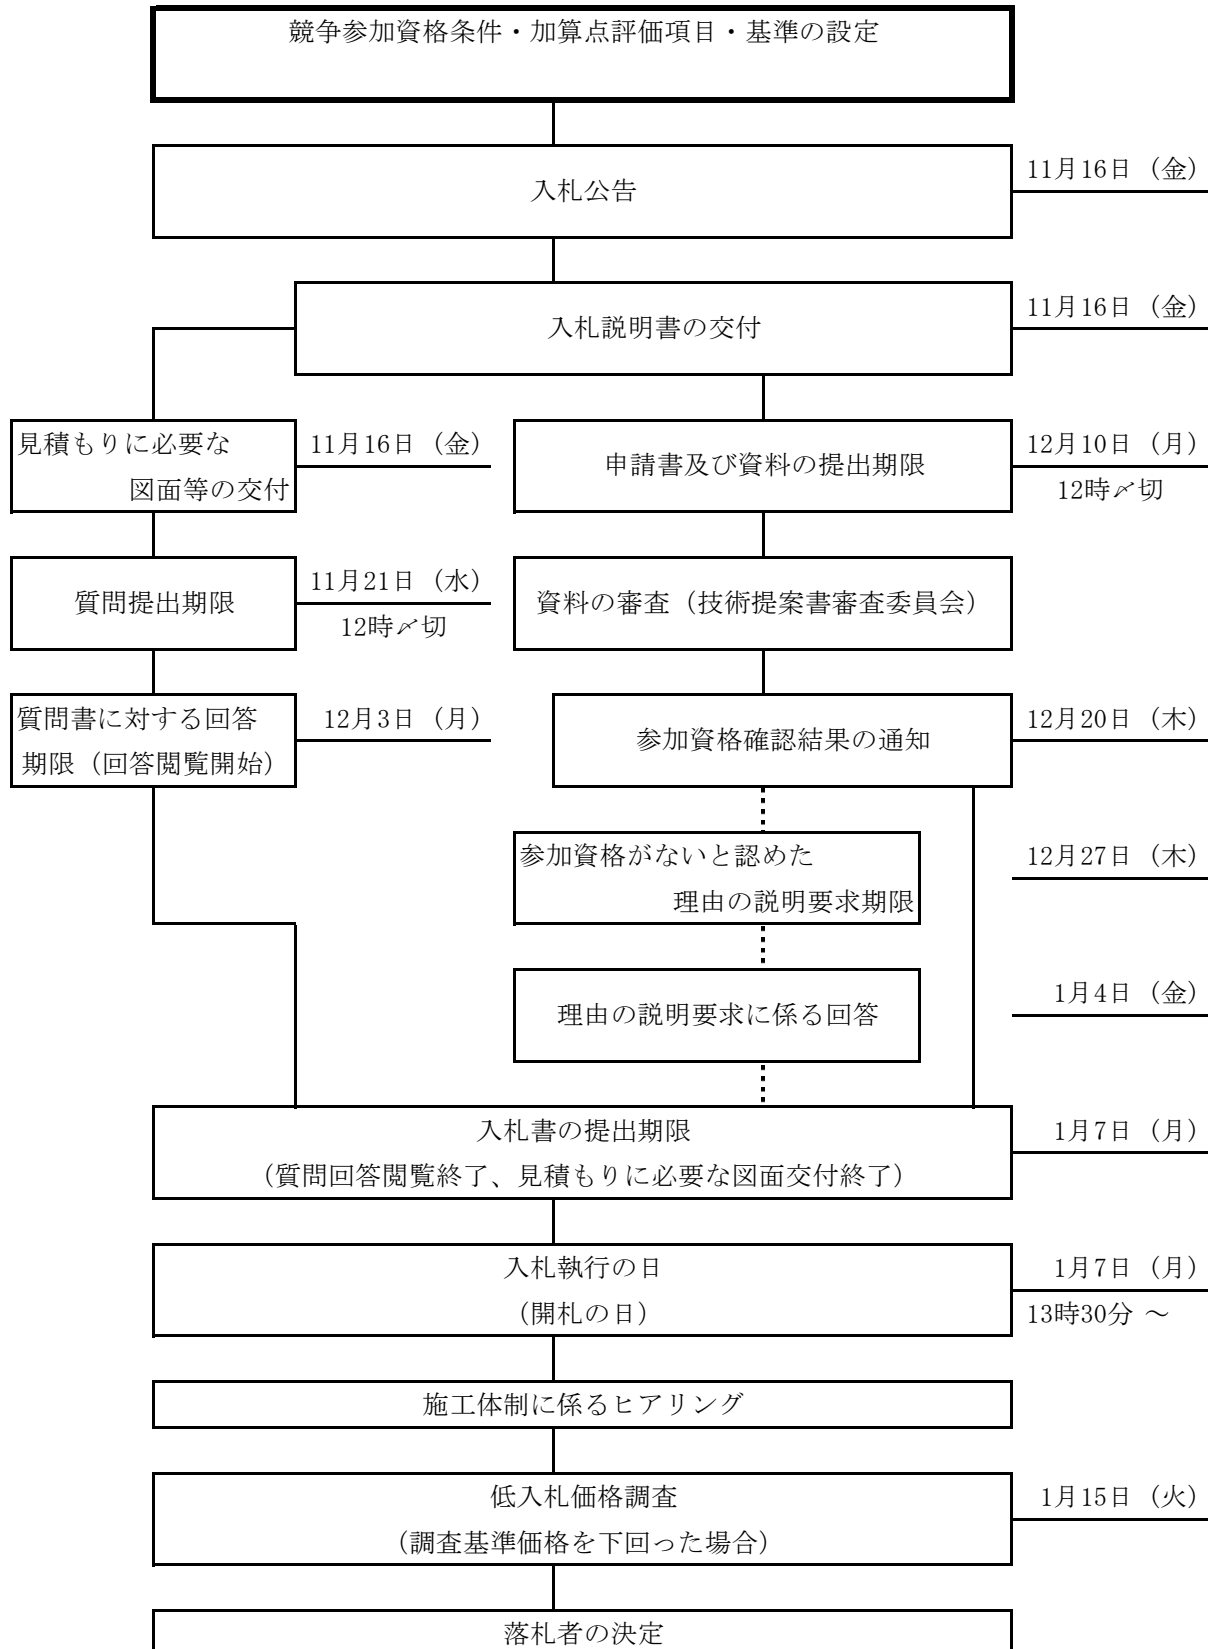 競争参加資格条件・加算点評価項目・基準の設定
入札公告
11月16日（金）
入札説明書の交付
11月16日（金）
見積もりに必要な
図面等の交付
11月16日（金）
申請書及び資料の提出期限
12月10日（月）
12時〆切
質問提出期限
11月21日（水）
12時〆切
資料の審査（技術提案書審査委員会）
質問書に対する回答
期限（回答閲覧開始）
12月3日（月）
参加資格確認結果の通知
12月20日（木）
参加資格がないと認めた
理由の説明要求期限
12月27日（木）
理由の説明要求に係る回答
1月4日（金）
入札書の提出期限
（質問回答閲覧終了、見積もりに必要な図面交付終了）
1月7日（月）
入札執行の日
（開札の日）
1月7日（月）
13時30分 ～
施工体制に係るヒアリング
低入札価格調査
（調査基準価格を下回った場合）
1月15日（火）
落札者の決定